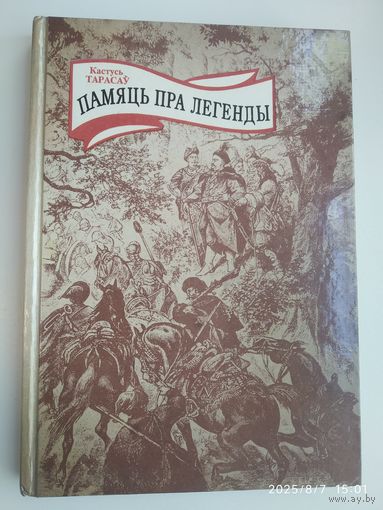 Кастусь
ТАРАСАЎ
ПАМЯЦЬ ПРА ЛЕГЕНДЫ
2025/8/7 15:01
ay.by